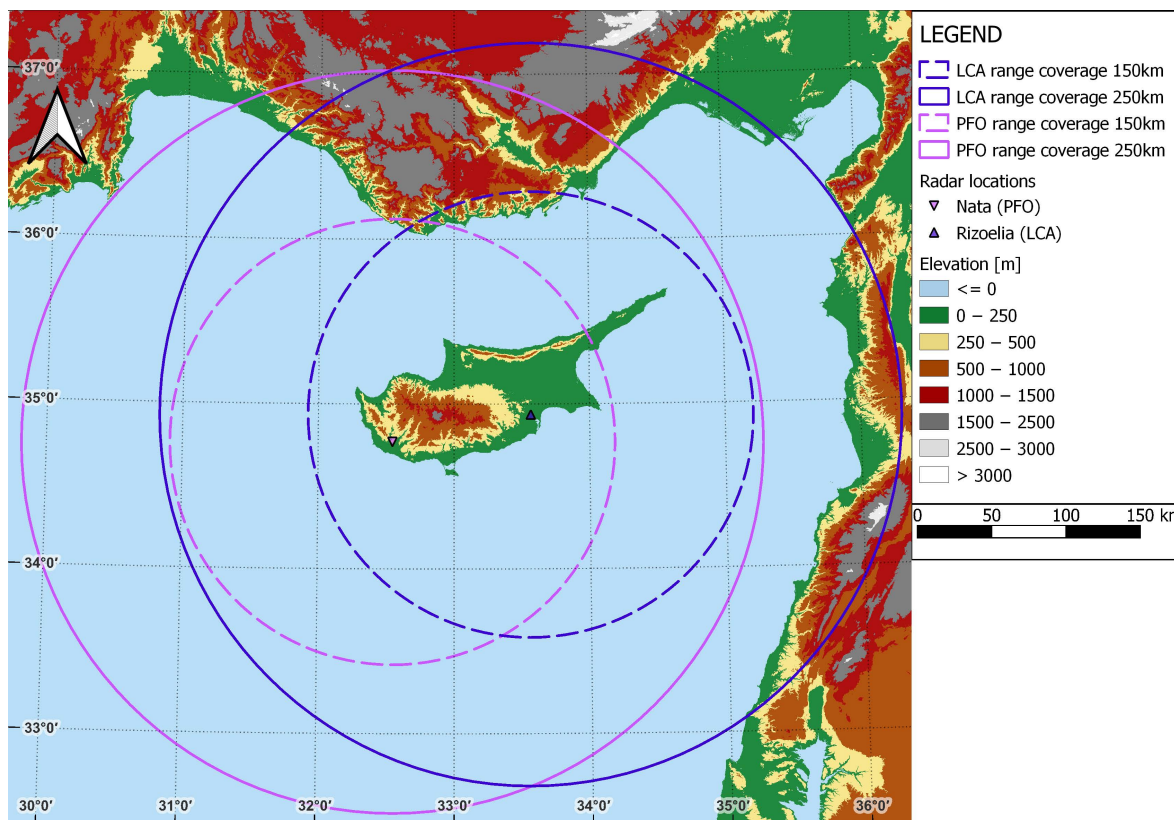 37°0′
36°0′
35°0′
34°0′
33°0′
30°0′ 31°0′ 32°0′ 33°0′ 34°0′ 35°0′ 36°0′
LEGEND
LCA range coverage 150km
LCA range coverage 250km
PFO range coverage 150km
PFO range coverage 250km
Radar locations
Nata (PFO)
Rizoelia (LCA)
Elevation [m]
<= 0
0 – 250
250 – 500
500 – 1000
1000 – 1500
1500 – 2500
2500 – 3000
> 3000
0 50 100 150 km